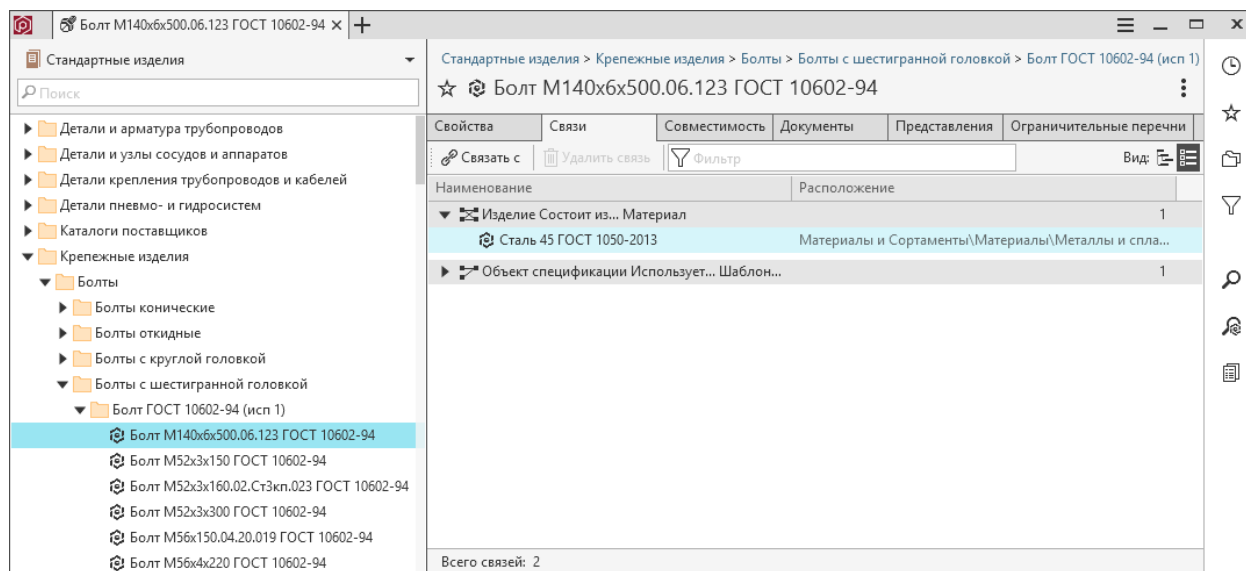 Болт М140х6х500.06.123 ГОСТ 10602-94
Стандартные изделия
Поиск
Детали и арматура трубопроводов
Детали и узлы сосудов и аппаратов
Детали крепления трубопроводов и кабелей
Детали пневмо- и гидросистем
Каталоги поставщиков
Крепежные изделия
Болты
Болты конические
Болты откидные
Болты с круглой головкой
Болты с шестигранной головкой
Болт ГОСТ 10602-94 (исп 1)
Болт М140х6х500.06.123 ГОСТ 10602-94
Болт М52х3х150 ГОСТ 10602-94
Болт М52х3х160.02.Ст3кп.023 ГОСТ 10602-94
Болт М52х3х300 ГОСТ 10602-94
Болт М56х150.04.20.019 ГОСТ 10602-94
Болт М56х4х220 ГОСТ 10602-94
Стандартные изделия > Крепежные изделия > Болты > Болты с шестигранной головкой > Болт ГОСТ 10602-94 (исп 1)
Болт М140х6х500.06.123 ГОСТ 10602-94
Свойства Связи Совместимость Документы Представления Ограничительные перечни
Связать с Удалить связь Фильтр Вид:
Наименование Расположение
Изделие Состоит из... Материал 1
Сталь 45 ГОСТ 1050-2013 Материалы и Сортаменты\Материалы\Металлы и спла...
Объект спецификации Использует... Шаблон... 1
Всего связей: 2